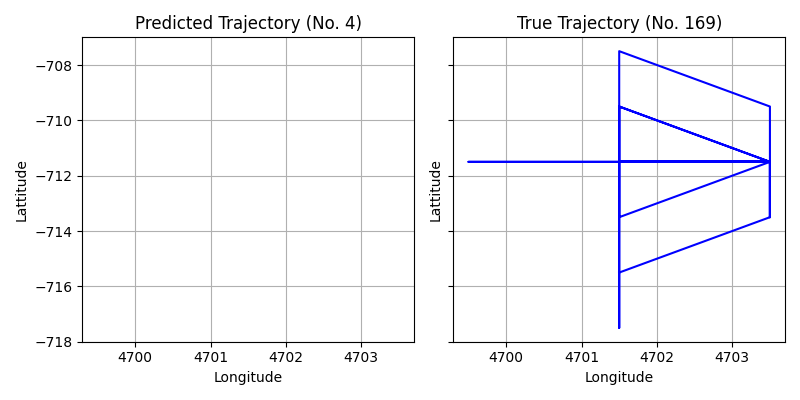 Predicted Trajectory (No. 4)
True Trajectory (No. 169)
−708
−710
−712
−714
−716
−718
Lattitude
Lattitude
4700 4701 4702 4703
4700 4701 4702 4703
Longitude
Longitude